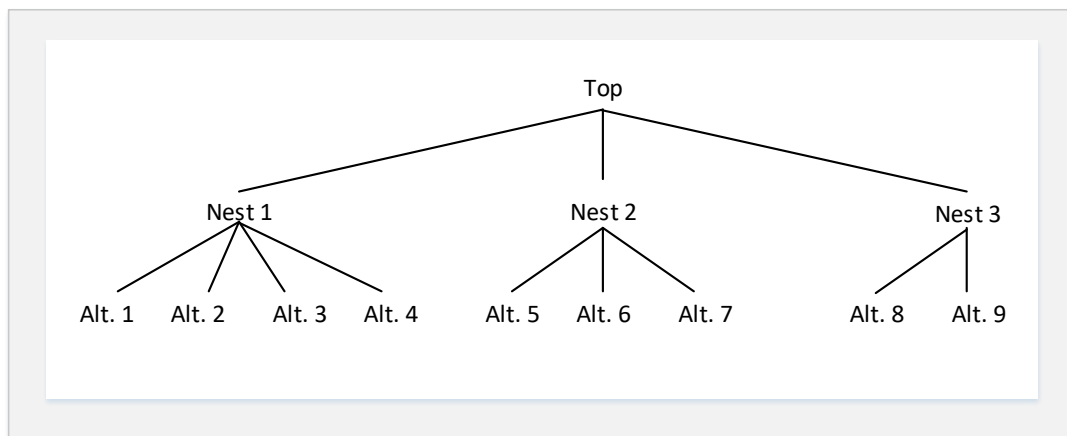 Top
Nest 1 Nest 2 Nest 3
Alt. 1 Alt. 2 Alt. 3 Alt. 4 Alt. 5 Alt. 6 Alt. 7 Alt. 8 Alt. 9